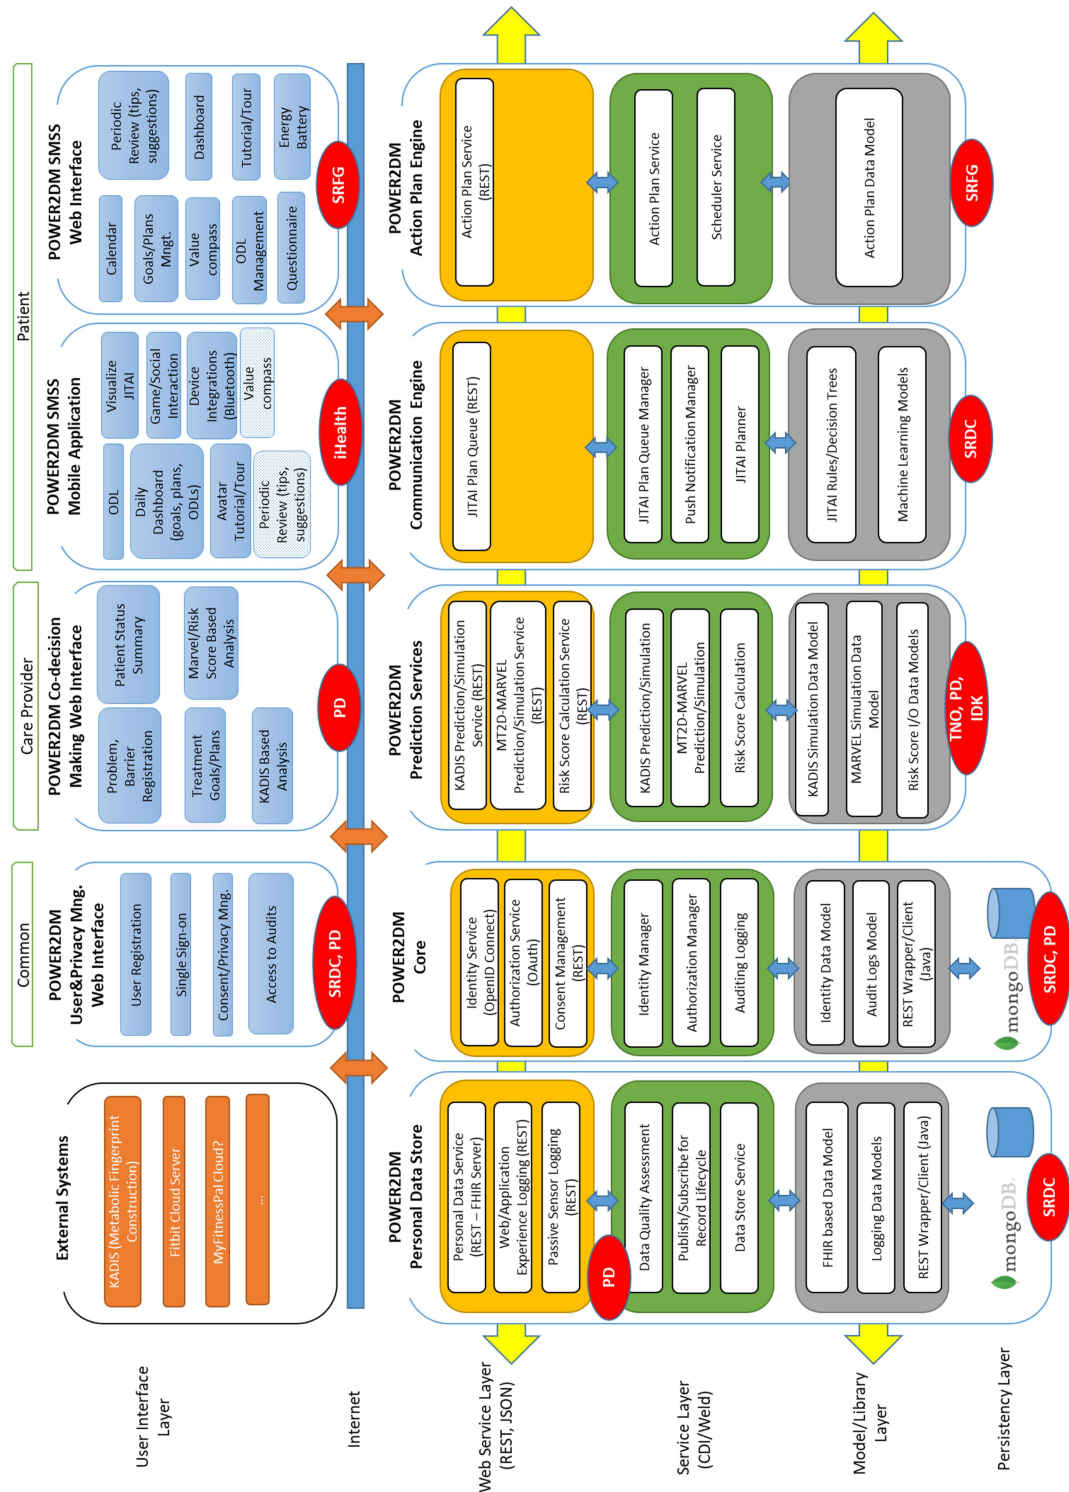 Common
Care Provider
Patient
External Systems
KADIS (Metabolic Fingerprint
Construction)
Fitbit Cloud Server
MyFitnessPal Cloud?
...
POWER2DM
User&Privacy Mng.
Web Interface
User Registration
Single Sign-on
Consent/Privacy Mng.
Access to Audits
SRDC, PD
POWER2DM Co-decision
Making Web Interface
Problem,
Barrier
Registration
Patient Status
Summary
Treatment
Goals/Plans
Marvel/Risk
Score Based
Analysis
KADIS Based
Analysis
PD
POWER2DM SMSS
Mobile Application
ODL
Visualize
JITAI
Daily
Dashboard
(goals, plans,
ODLs)
Game/Social
Interaction
Device
Integrations
(Bluetooth)
Avatar
Tutorial/Tour
Value
compass
Periodic
Review (tips,
suggestions)
iHealth
POWER2DM SMSS
Web Interface
Calendar
Periodic
Review (tips,
suggestions)
Goals/Plans
Mngt.
Value
compass
Dashboard
ODL
Management
Tutorial/Tour
Questionnaire
Energy
Battery
SRFG
User Interface
Layer
Internet
POWER2DM
Personal Data Store
Personal Data Service
(REST – FHIR Server)
Web/Application
Experience Logging (REST)
Passive Sensor Logging
(REST)
PD
Data Quality Assessment
Publish/Subscribe for
Record Lifecycle
Data Store Service
FHIR based Data Model
Logging Data Models
REST Wrapper/Client (Java)
mongoDB.
SRDC
POWER2DM
Core
Identity Service
(OpenID Connect)
Authorization Service
(OAuth)
Consent Management
(REST)
Identity Manager
Authorization Manager
Auditing Logging
Identity Data Model
Audit Logs Model
REST Wrapper/Client
(Java)
mongoDB
SRDC, PD
POWER2DM
Prediction Services
KADIS Prediction/Simulation
Service (REST)
MT2D-MARVEL
Prediction/Simulation Service
(REST)
Risk Score Calculation Service
(REST)
KADIS Prediction/Simulation
MT2D-MARVEL
Prediction/Simulation
Risk Score Calculation
KADIS Simulation Data Model
MARVEL Simulation Data
Model
Risk Score I/O Data Models
TNO, PD,
IDK
POWER2DM
Communication Engine
JITAI Plan Queue (REST)
JITAI Plan Queue Manager
Push Notification Manager
JITAI Planner
JITAI Rules/Decision Trees
Machine Learning Models
SRDC
POWER2DM
Action Plan Engine
Action Plan Service
(REST)
Action Plan Service
Scheduler Service
Action Plan Data Model
SRFG
Web Service Layer
(REST, JSON)
Service Layer
(CDI/Weld)
Model/Library
Layer
Persistency Layer